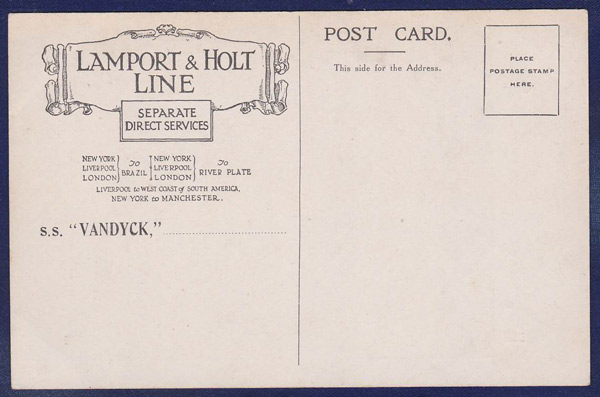 LAMPORT & HOLT
LINE
SEPARATE
DIRECT SERVICES
NEW YORK
LIVERPOOL
LONDON
TO
BRAZIL
NEW YORK
LIVERPOOL
LONDON
TO
RIVER PLATE
LIVERPOOL to WEST COAST of SOUTH AMERICA,
NEW YORK to MANCHESTER.
S.S. "VANDYCK,"
POST CARD.
This side for the Address.
PLACE
POSTAGE STAMP
HERE.